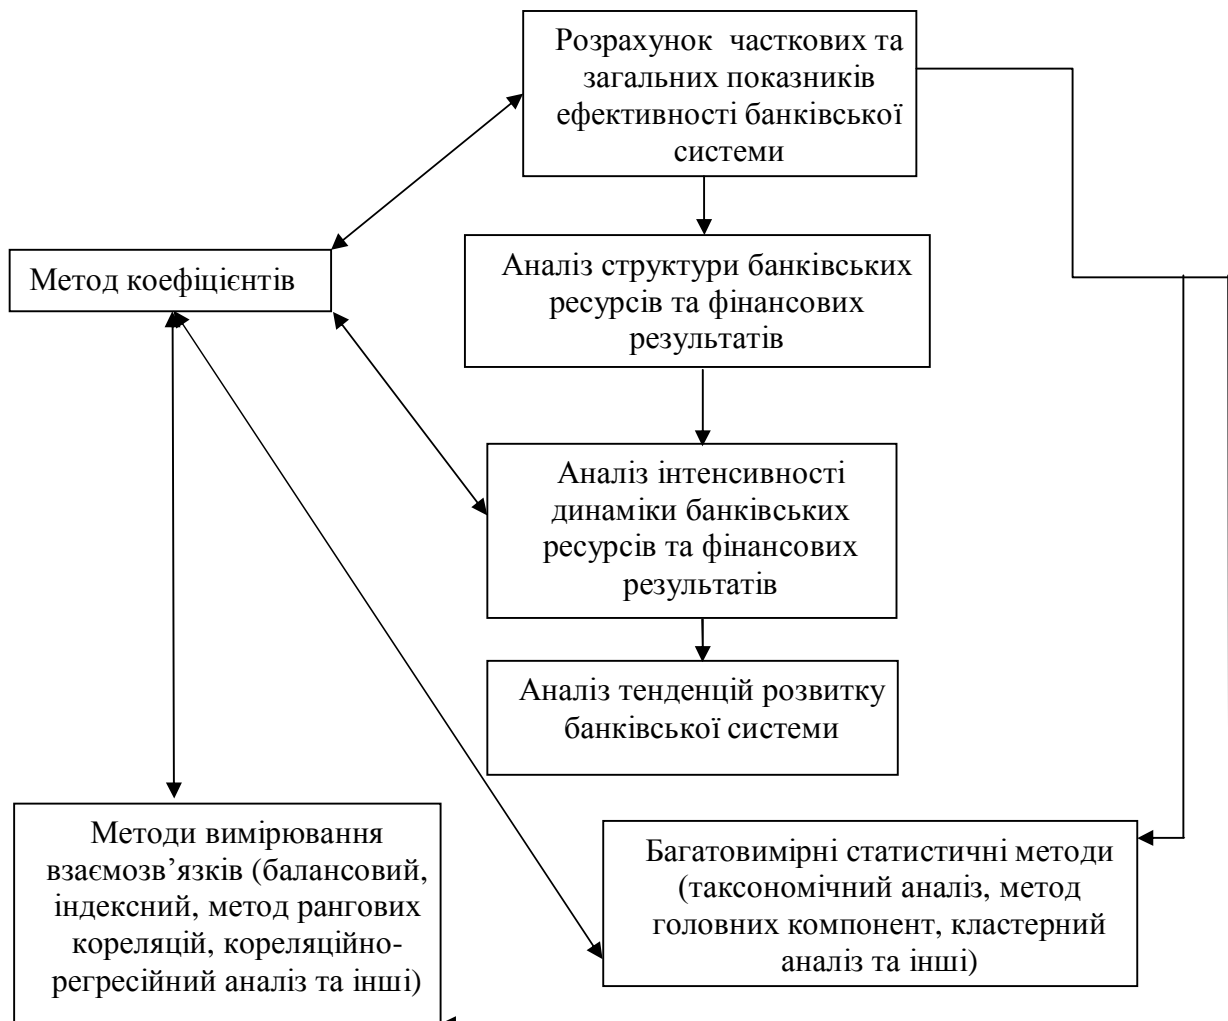 Розрахунок часткових та
загальних показників
ефективності банківської
системи
Метод коефіцієнтів
Аналіз структури банківських
ресурсів та фінансових
результатів
Аналіз інтенсивності
динаміки банківських
ресурсів та фінансових
результатів
Аналіз тенденцій розвитку
банківської системи
Методи вимірювання
взаємозв’язків (балансовий,
індексний, метод рангових
кореляцій, кореляційно-
регресійний аналіз та інші)
Багатовимірні статистичні методи
(таксономічний аналіз, метод
головних компонент, кластерний
аналіз та інші)